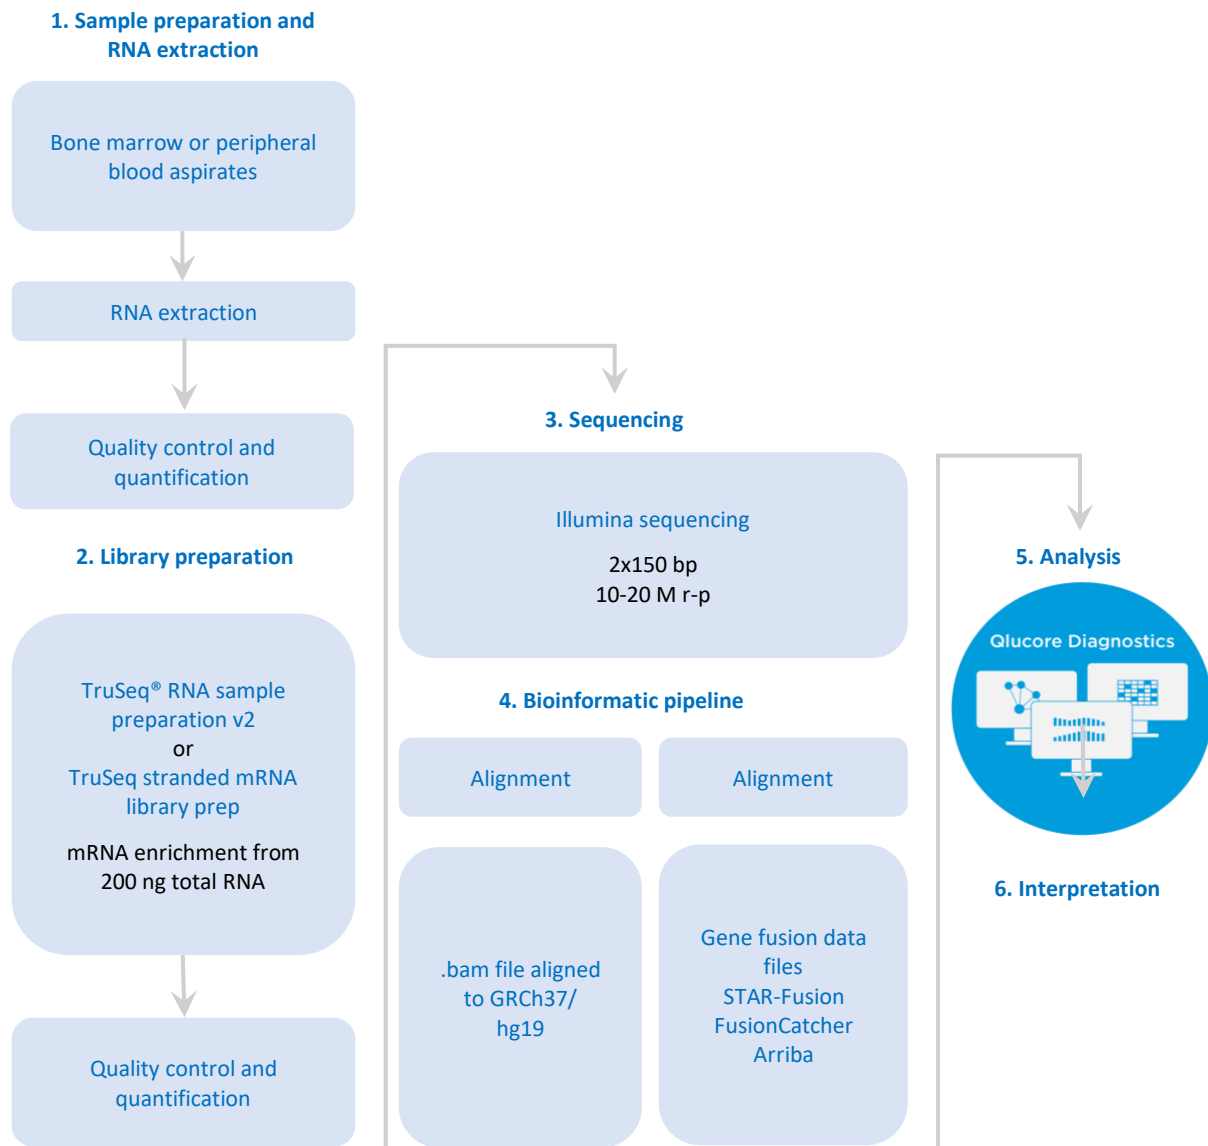 1. Sample preparation and
RNA extraction
Bone marrow or peripheral
blood aspirates
RNA extraction
Quality control and
quantification
2. Library preparation
TruSeq® RNA sample
preparation v2
or
TruSeq stranded mRNA
library prep
mRNA enrichment from
200 ng total RNA
Quality control and
quantification
3. Sequencing
Illumina sequencing
2x150 bp
10-20 M r-p
4. Bioinformatic pipeline
Alignment
.bam file aligned
to GRCh37/
hg19
Alignment
Gene fusion data
files
STAR-Fusion
FusionCatcher
Arriba
5. Analysis
Qlucore Diagnostics
6. Interpretation